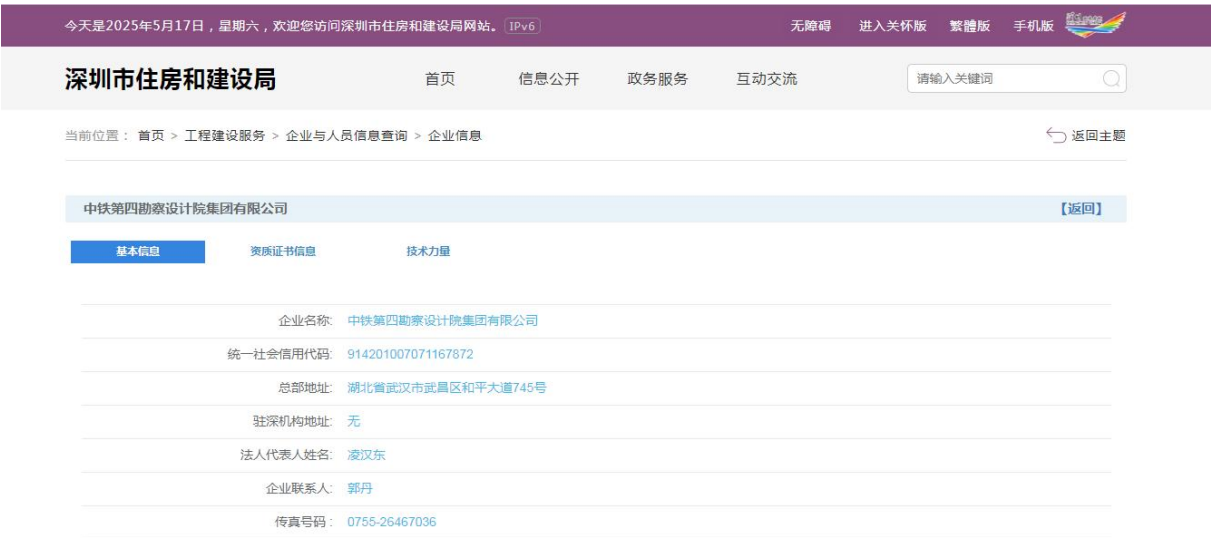 今天是2025年5月17日，星期六，欢迎您访问深圳市住房和建设局网站。 IPv6 无障碍 进入关怀版 繁體版 手机版
深圳市住房和建设局 首页 信息公开 政务服务 互动交流 请输入关键词
当前位置： 首页 > 工程建设服务 > 企业与人员信息查询 > 企业信息 返回主题
中铁第四勘察设计院集团有限公司 【返回】
基本信息 资质证书信息 技术力量
企业名称: 中铁第四勘察设计院集团有限公司
统一社会信用代码: 914201007071167872
总部地址: 湖北省武汉市武昌区和平大道745号
驻深机构地址: 无
法人代表人姓名: 凌汉东
企业联系人: 郭丹
传真号码 : 0755-26467036